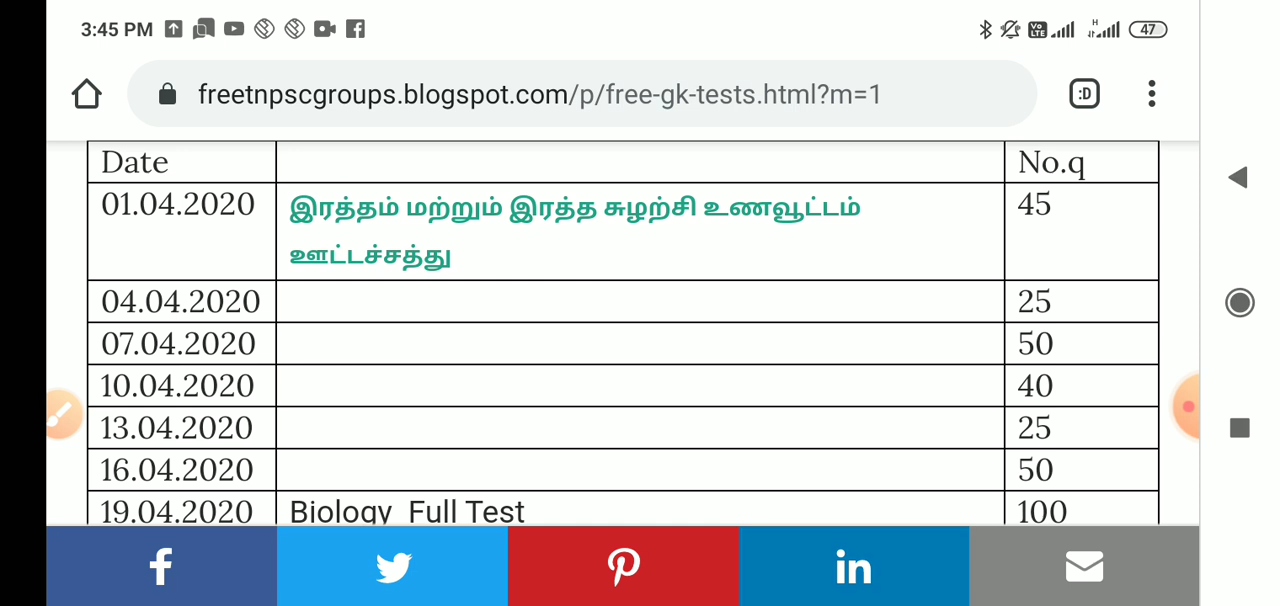 3:45 PM
Vo LTE
H
47
freetnpscgroups.blogspot.com/p/free-gk-tests.html?m=1
:D
Date No.q
01.04.2020 இரத்தம் மற்றும் இரத்த சுழற்சி உணவூட்டம் 45
ஊட்டச்சத்து
04.04.2020 25
07.04.2020 50
10.04.2020 40
13.04.2020 25
16.04.2020 50
19.04.2020 Biology Full Test 100